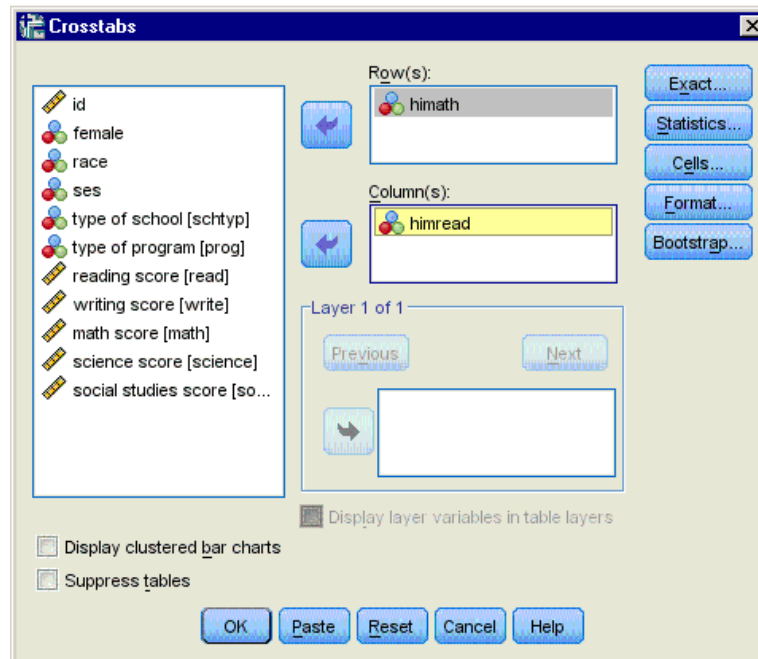 Crosstabs
id
female
race
ses
type of school [schtyp]
type of program [prog]
reading score [read]
writing score [write]
math score [math]
science score [science]
social studies score [so...
Row(s):
himath
Column(s):
himread
Layer 1 of 1
Previous
Next
Display layer variables in table layers
Exact...
Statistics...
Cells...
Format...
Bootstrap...
Display clustered bar charts
Suppress tables
OK
Paste
Reset
Cancel
Help